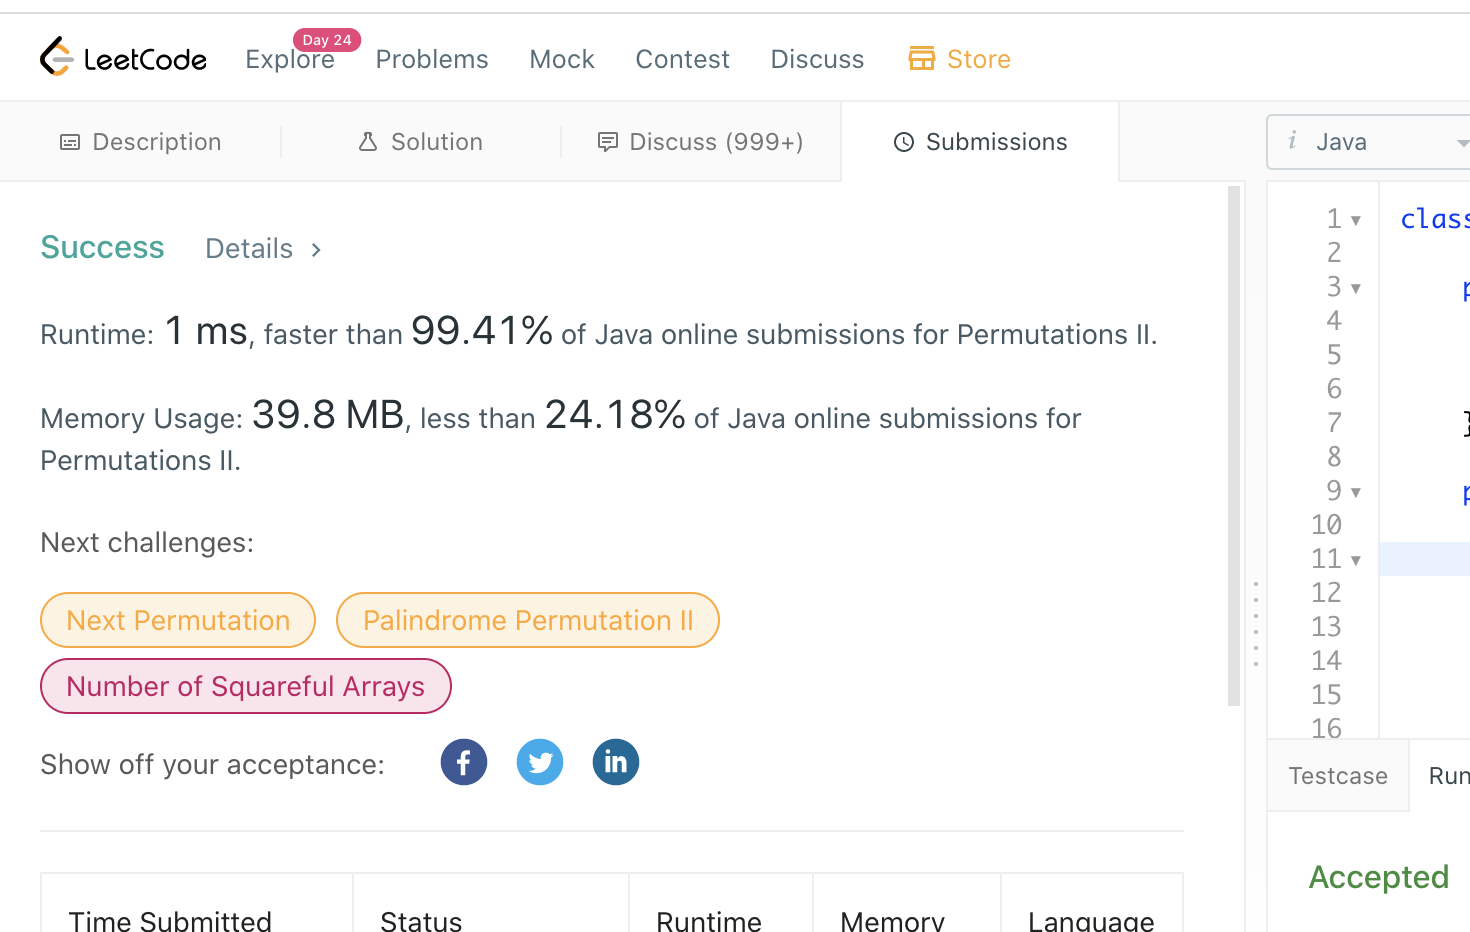 LeetCode Explore Day 24 Problems Mock Contest Discuss Store
Description Solution Discuss (999+) Submissions i Java
Success Details >
Runtime: 1 ms, faster than 99.41% of Java online submissions for Permutations II.
Memory Usage: 39.8 MB, less than 24.18% of Java online submissions for
Permutations II.
Next challenges:
Next Permutation Palindrome Permutation II
Number of Squareful Arrays
Show off your acceptance:
Time Submitted Status Runtime Memory Language
1 clas
2
3 p
4
5
6
7 }
8
9 p
10
11
12
13
14
15
16
Testcase Run
Accepted